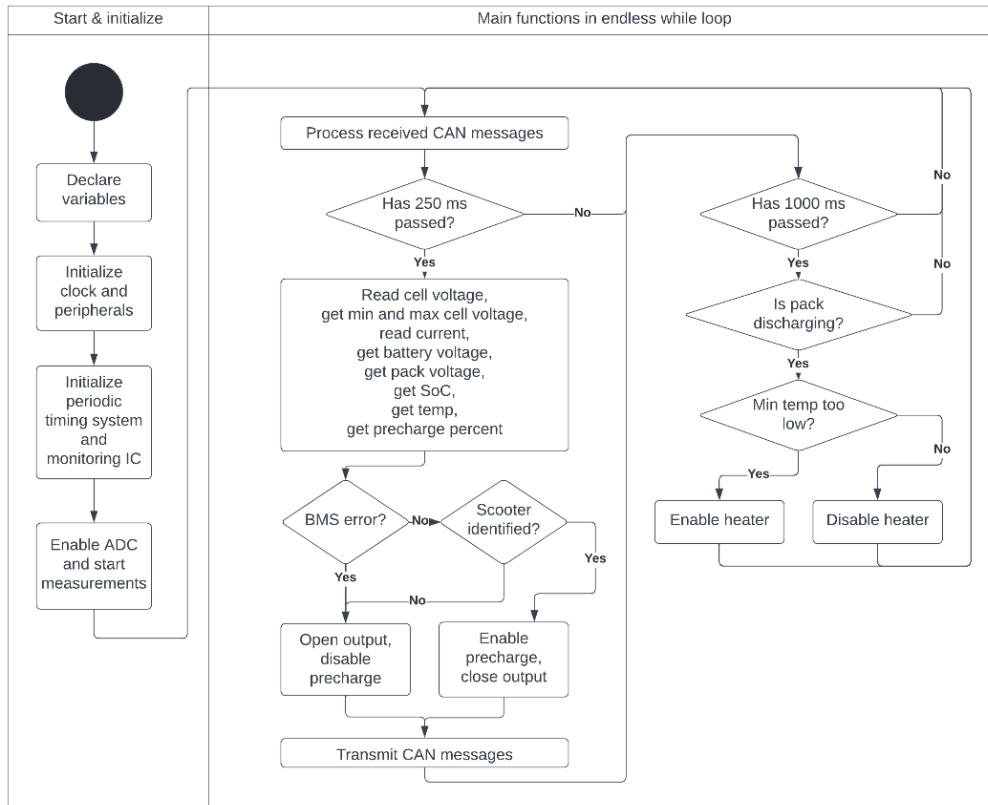 Start & initialize
Main functions in endless while loop
Declare
variables
Initialize
clock and
peripherals
Initialize
periodic
timing system
and
monitoring IC
Enable ADC
and start
measurements
Process received CAN messages
Has 250 ms
passed?
No
Yes
Read cell voltage,
get min and max cell voltage,
read current,
get battery voltage,
get pack voltage,
get SoC,
get temp,
get precharge percent
BMS error?
No
Scooter
identified?
Yes
Yes
No
Open output,
disable
precharge
Enable
precharge,
close output
Transmit CAN messages
Has 1000 ms
passed?
No
Yes
Is pack
discharging?
No
Yes
Min temp too
low?
Yes
No
Enable heater
Disable heater